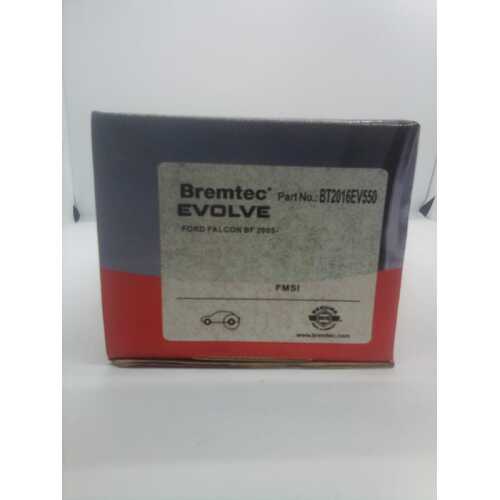 Bremtec® Part No.: BT2016EV550
EVOLVE
FORD FALCON BF 2005-
FMSI
www.bremtec.com